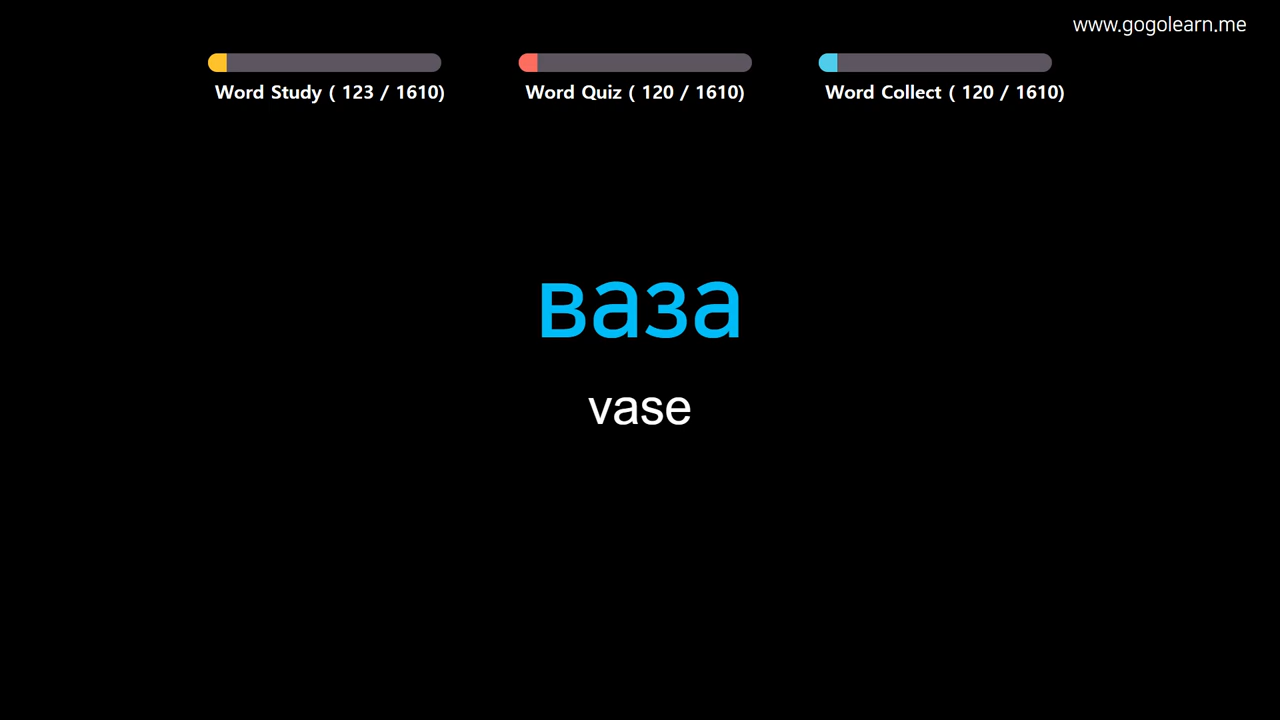 www.gogolearn.me
Word Study ( 123 / 1610)
Word Quiz ( 120 / 1610)
Word Collect ( 120 / 1610)
ваза
vase